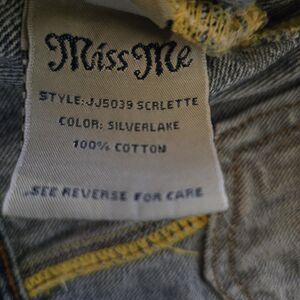 Miss Me
STYLE:JJ5039 SCRLETTE
COLOR: SILVERLAKE
100% COTTON
SEE REVERSE FOR CARE